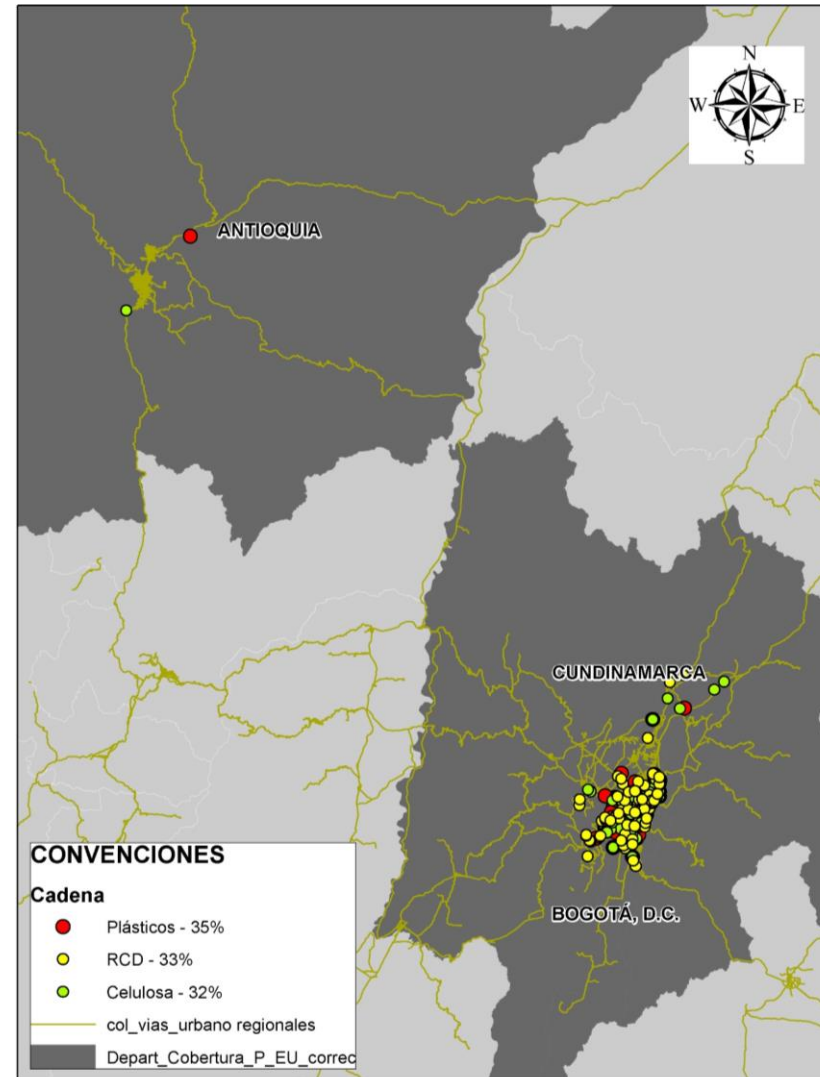 N
W E
S
ANTIOQUIA
CUNDINAMARCA
BOGOTÁ, D.C.
CONVENCIONES
Cadena
Plásticos - 35%
RCD - 33%
Celulosa - 32%
col_vias_urbano regionales
Depart_Cobertura_P_EU_correc